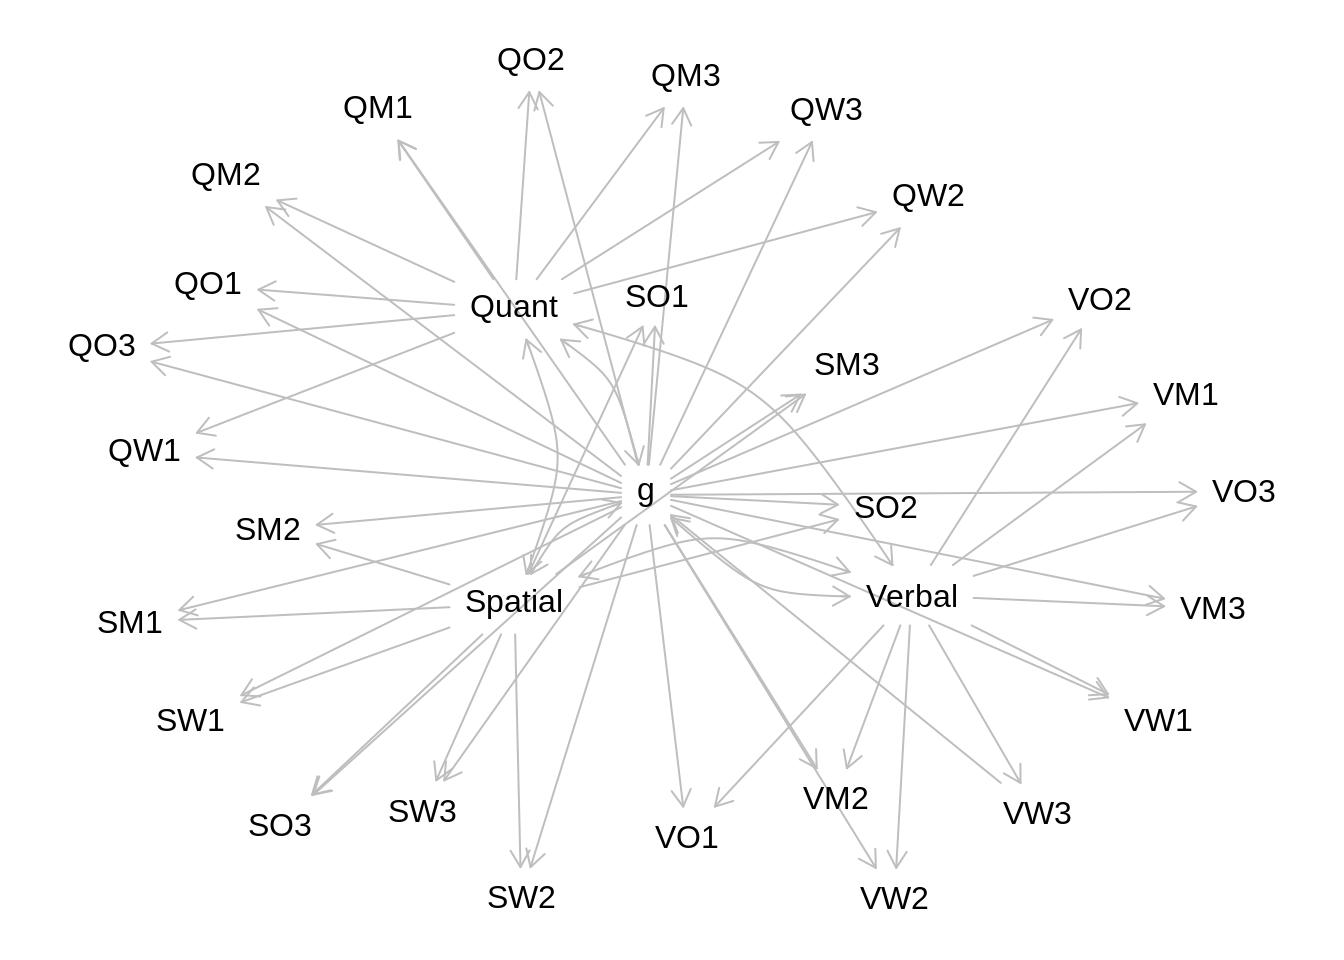 QO2
QM3
QM1
QW3
QM2
QW2
QO1
Quant
SO1
VO2
QO3
SM3
VM1
QW1
g
VO3
SO2
SM2
Spatial
Verbal
VM3
SM1
SW1
VW1
SO3
SW3
VM2
VW3
VO1
SW2
VW2